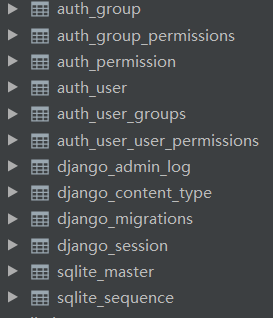 auth_group
auth_group_permissions
auth_permission
auth_user
auth_user_groups
auth_user_user_permissions
django_admin_log
django_content_type
django_migrations
django_session
sqlite_master
sqlite_sequence